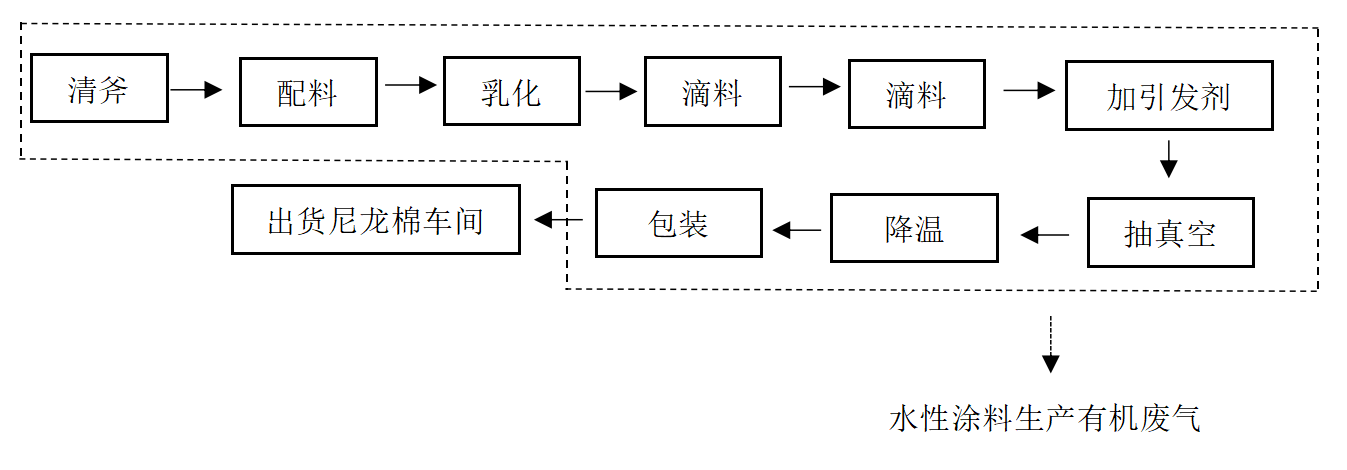 清斧
配料
乳化
滴料
滴料
加引发剂
抽真空
降温
包装
出货尼龙棉车间
水性涂料生产有机废气